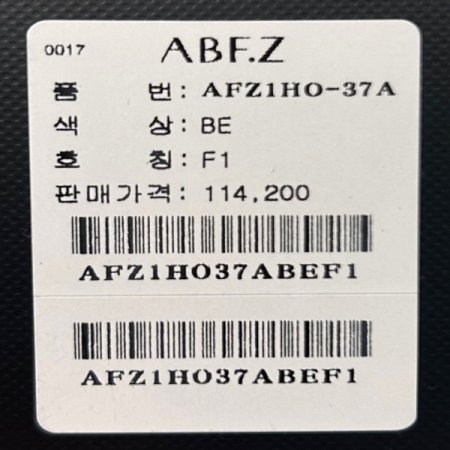 0017 ABF.Z
품 번: AFZ1HO-37A
색 상: BE
호 칭: F1
판매가격: 114,200
AFZ1HO37ABEF1
AFZ1HO37ABEF1